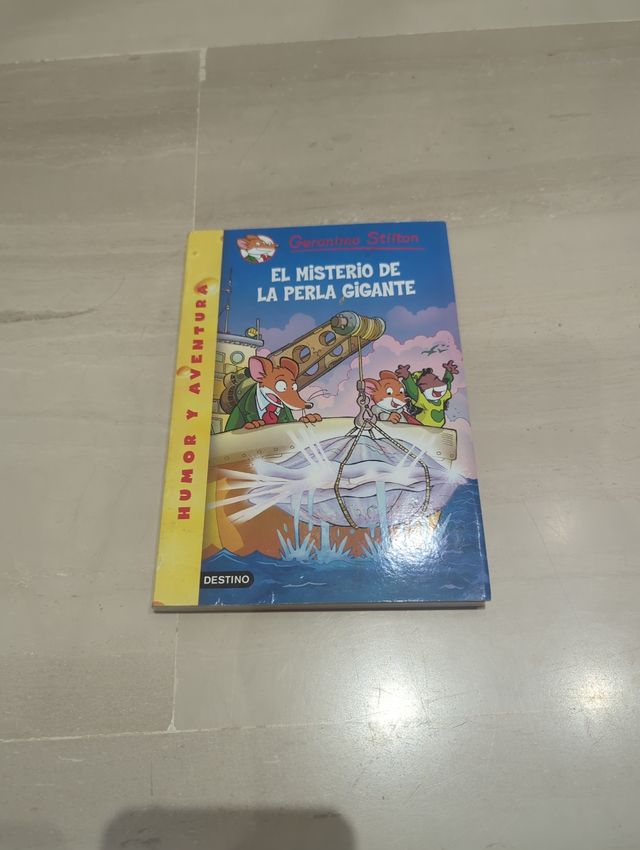 Geronimo Stilton
EL MISTERIO DE
LA PERLA GIGANTE
HUMOR Y AVENTURA
DESTINO